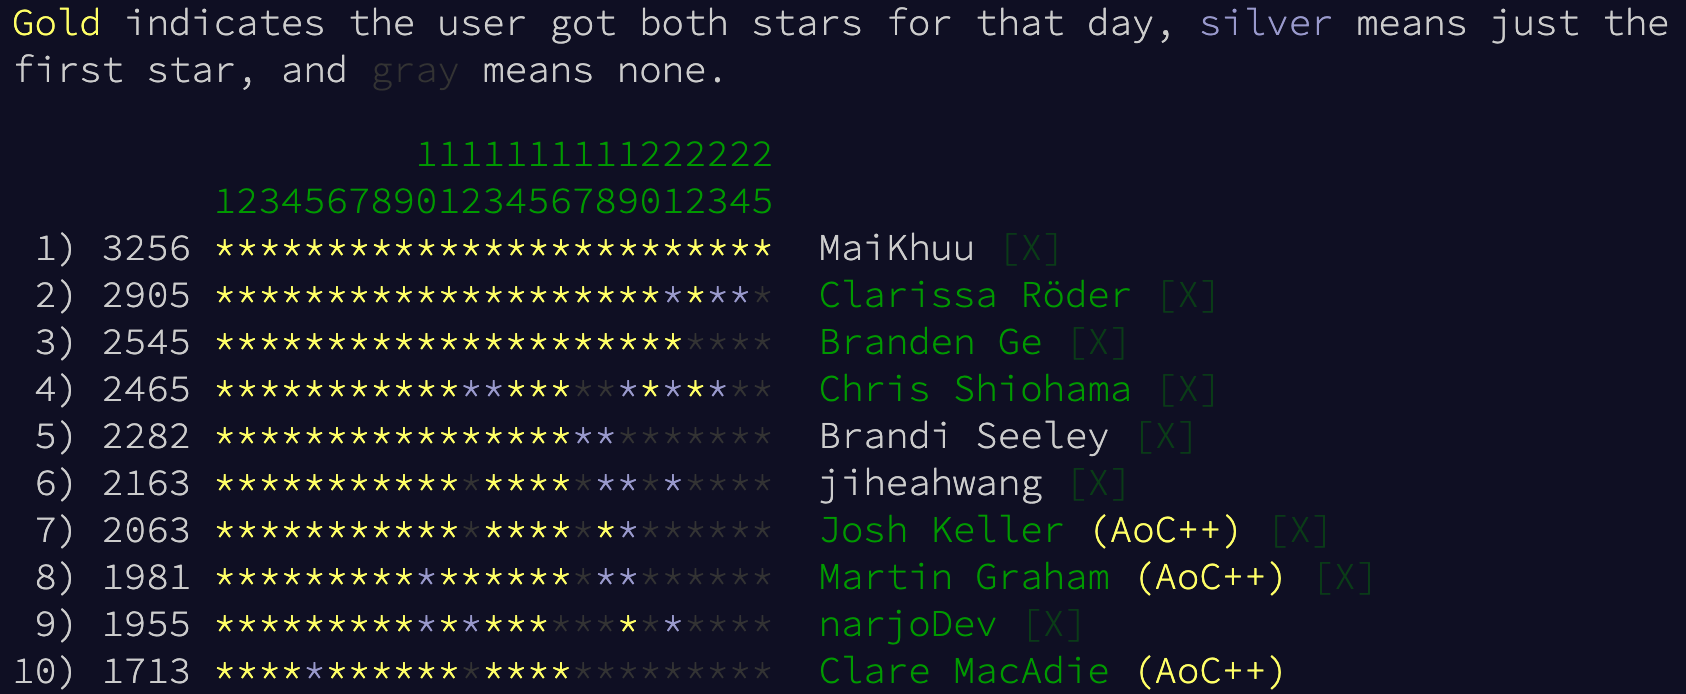 Gold indicates the user got both stars for that day, silver means just the
first star, and gray means none.
1111111111222222
1234567890123456789012345
1) 3256 ************************* MaiKhuu [X]
2) 2905 ************************* Clarissa Röder [X]
3) 2545 ************************* Branden Ge [X]
4) 2465 ************************* Chris Shiohama [X]
5) 2282 ************************* Brandi Seeley [X]
6) 2163 ************************* jiheahwang [X]
7) 2063 ************************* Josh Keller (AoC++) [X]
8) 1981 ************************* Martin Graham (AoC++) [X]
9) 1955 ************************* narjoDev [X]
10) 1713 ************************* Clare MacAdie (AoC++)